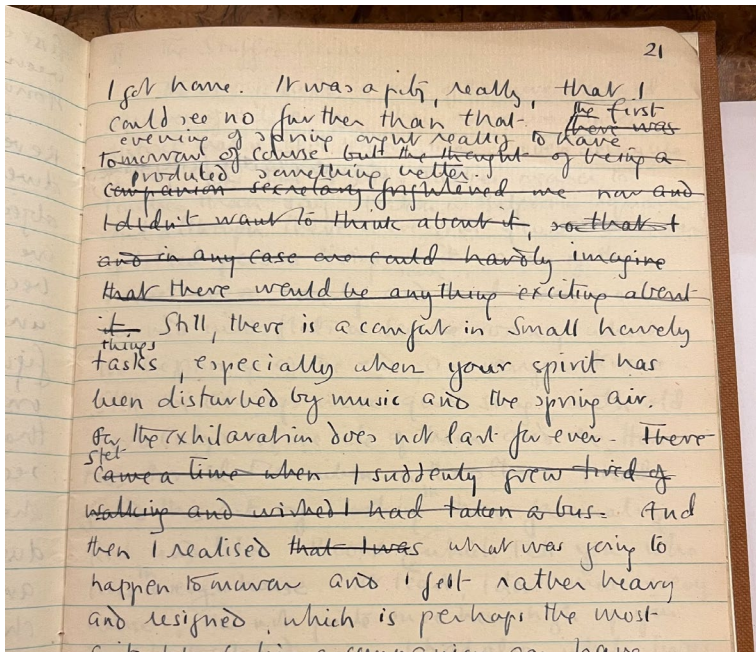 21
I got home. It was a pity, really, that I
could see no further than that. The first
there was
evening of spring ought really to have
tomorrow of course but the thought of being a
produced something better.
companion secretary frightened me now and
I didn't want to think about it, so that I
and in any case one could hardly imagine
that there would be anything exciting about
it. Still, there is a comfort in small homely
things
tasks, especially when your spirit has
been disturbed by music and the spring air.
For the exhilaration does not last for ever. There
stet
came a time when I suddenly grew tired of
walking and wished I had taken a bus. And
then I realised that I was what was going to
happen tomorrow and I felt rather heavy
and resigned, which is perhaps the most
a companion or have